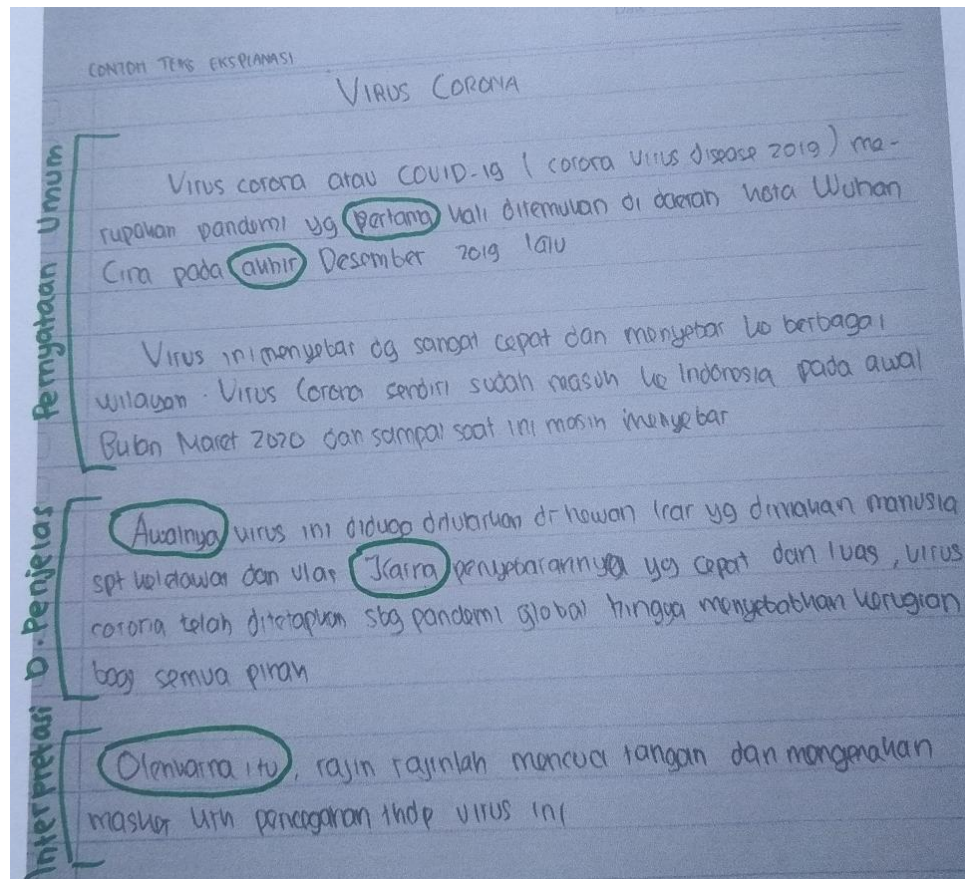 CONTOH TEKS EKSPLANASI
VIRUS CORONA
Pernyataan Umum
Virus corona atau COVID-19 (corona virus disease 2019) me-
rupakan pandemi yg pertama kali ditemukan di daerah kota Wuhan
Cina pada akhir Desember 2019 lalu
Virus ini menyebar dg sangat cepat dan menyebar ke berbagai
wilayah. Virus Corona sendiri sudah masuk ke Indonesia pada awal
Bulan Maret 2020 dan sampai saat ini masih menyebar
D. Penjelas
Awalnya virus ini diduga ditularkan dr hewan liar yg dimakan manusia
spt kelelawar dan ular Karna penyebarannya yg cepat dan luas, virus
corona telah ditetapkan sbg pandemi global hingga menyebabkan kerugian
bagi semua pihak
Interpretasi
Olehkarna itu, rajin rajinlah mencuci tangan dan mengenakan
masker utk pencegahan thdp virus ini